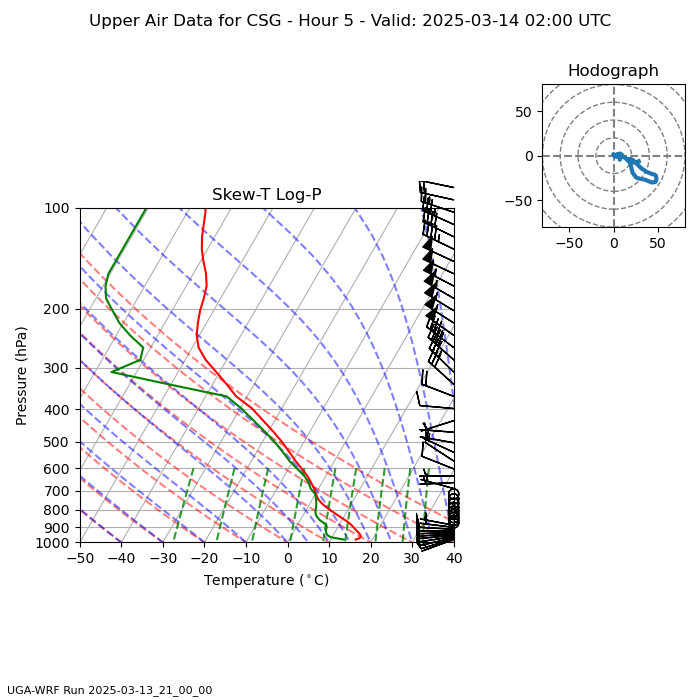 Upper Air Data for CSG - Hour 5 - Valid: 2025-03-14 02:00 UTC
Hodograph
50
0
−50
−50 0 50
Skew-T Log-P
100
200
300
400
500
600
700
800
900
1000
Pressure (hPa)
−50 −40 −30 −20 −10 0 10 20 30 40
Temperature (°C)
UGA-WRF Run 2025-03-13_21_00_00